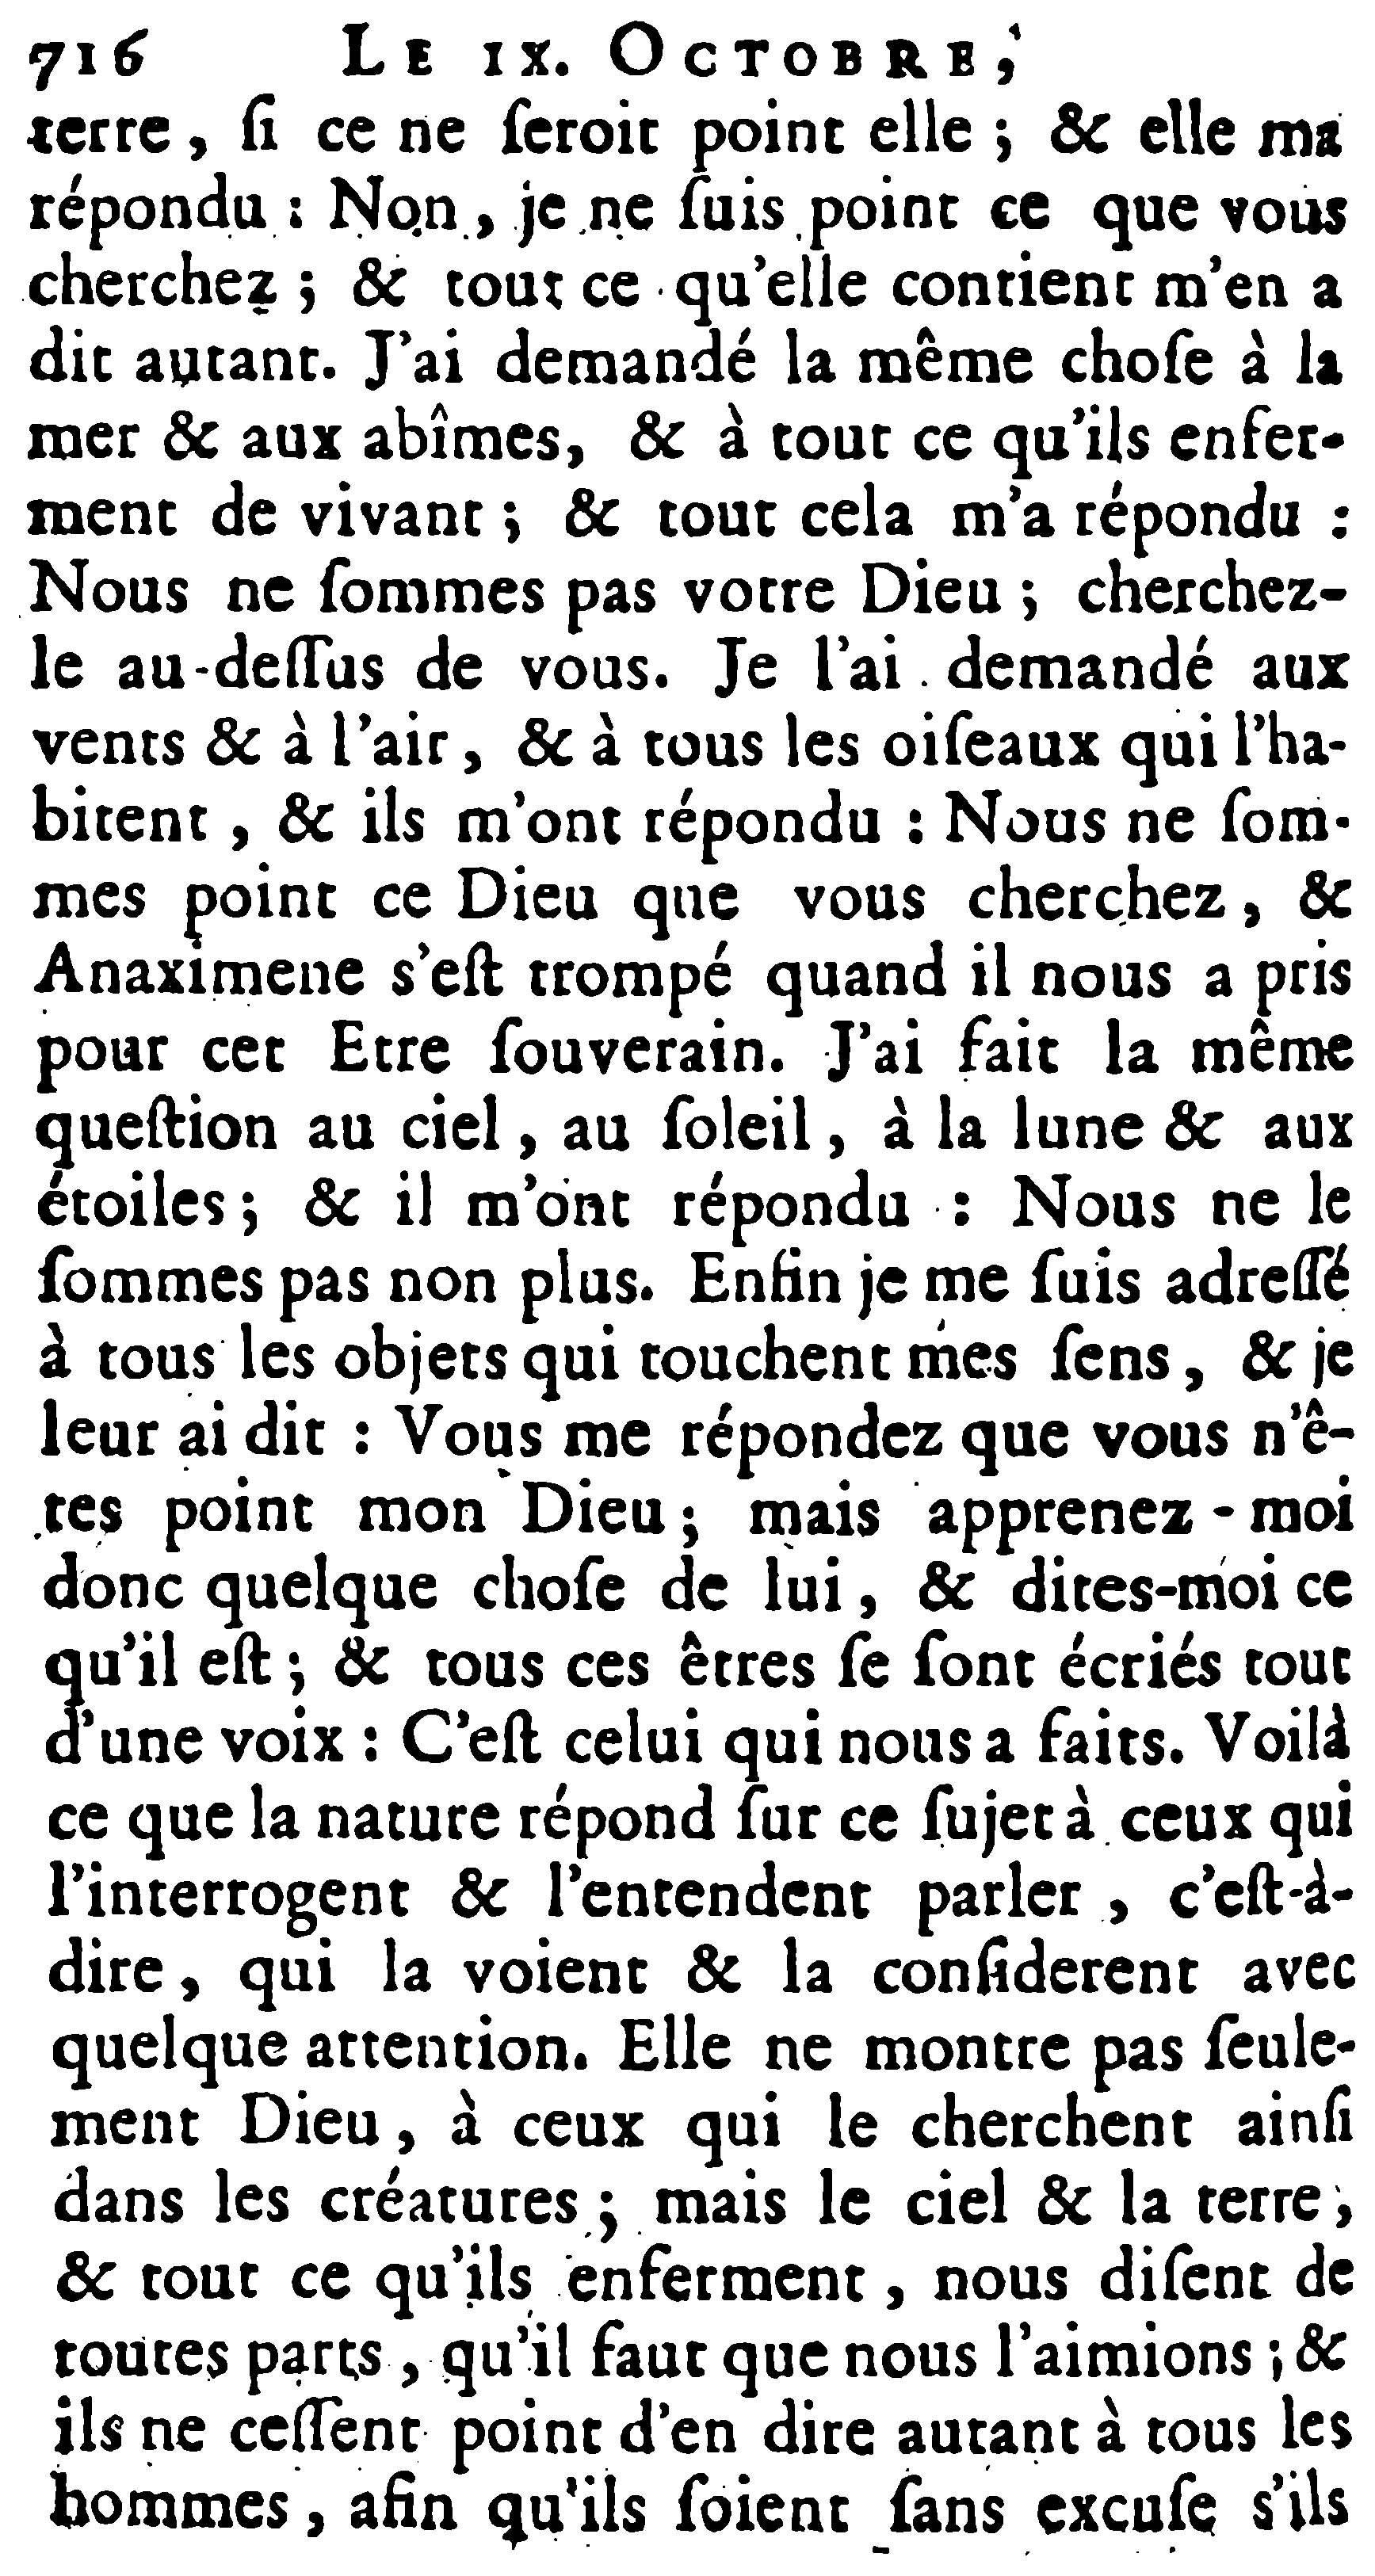 716 LE IX. OCTOBRE,
terre, ſi ce ne ſeroit point elle ; & elle ma
répondu : Non, je ne ſuis point ce que vous
cherchez ; & tout ce qu'elle contient m'en a
dit autant. J'ai demandé la même choſe à la
mer & aux abîmes, & à tout ce qu'ils enfer-
ment de vivant ; & tout cela m'a répondu :
Nous ne ſommes pas votre Dieu ; cherchez-
le au-deſſus de vous. Je l'ai demandé aux
vents & à l'air, & à tous les oiſeaux qui l'ha-
bitent, & ils m'ont répondu : Nous ne ſom-
mes point ce Dieu que vous cherchez, &
Anaximene s'eſt trompé quand il nous a pris
pour cet Etre ſouverain. J'ai fait la même
queſtion au ciel, au ſoleil, à la lune & aux
étoiles ; & il m'ont répondu : Nous ne le
ſommes pas non plus. Enfin je me ſuis adreſſé
à tous les objets qui touchent mes ſens, & je
leur ai dit : Vous me répondez que vous n'ê-
tes point mon Dieu ; mais apprenez-moi
donc quelque choſe de lui, & dites-moi ce
qu'il eſt ; & tous ces êtres ſe ſont écriés tout
d'une voix : C'eſt celui qui nous a faits. Voilà
ce que la nature répond ſur ce ſujet à ceux qui
l'interrogent & l'entendent parler, c'eſt-à-
dire, qui la voient & la conſiderent avec
quelque attention. Elle ne montre pas ſeule-
ment Dieu, à ceux qui le cherchent ainſi
dans les créatures ; mais le ciel & la terre,
& tout ce qu'ils enferment, nous diſent de
toutes parts, qu'il faut que nous l'aimions ; &
ils ne ceſſent point d'en dire autant à tous les
hommes, afin qu'ils ſoient ſans excuſe s'ils